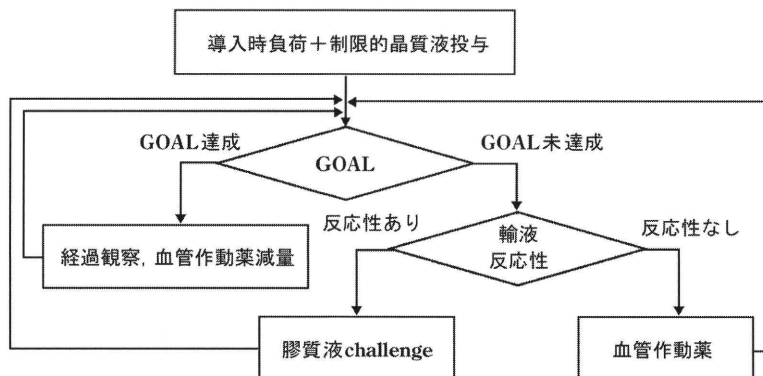 導入時負荷＋制限的晶質液投与
GOAL達成
GOAL未達成
GOAL
反応性あり
輸液
反応性
反応性なし
経過観察，血管作動薬減量
膠質液challenge
血管作動薬